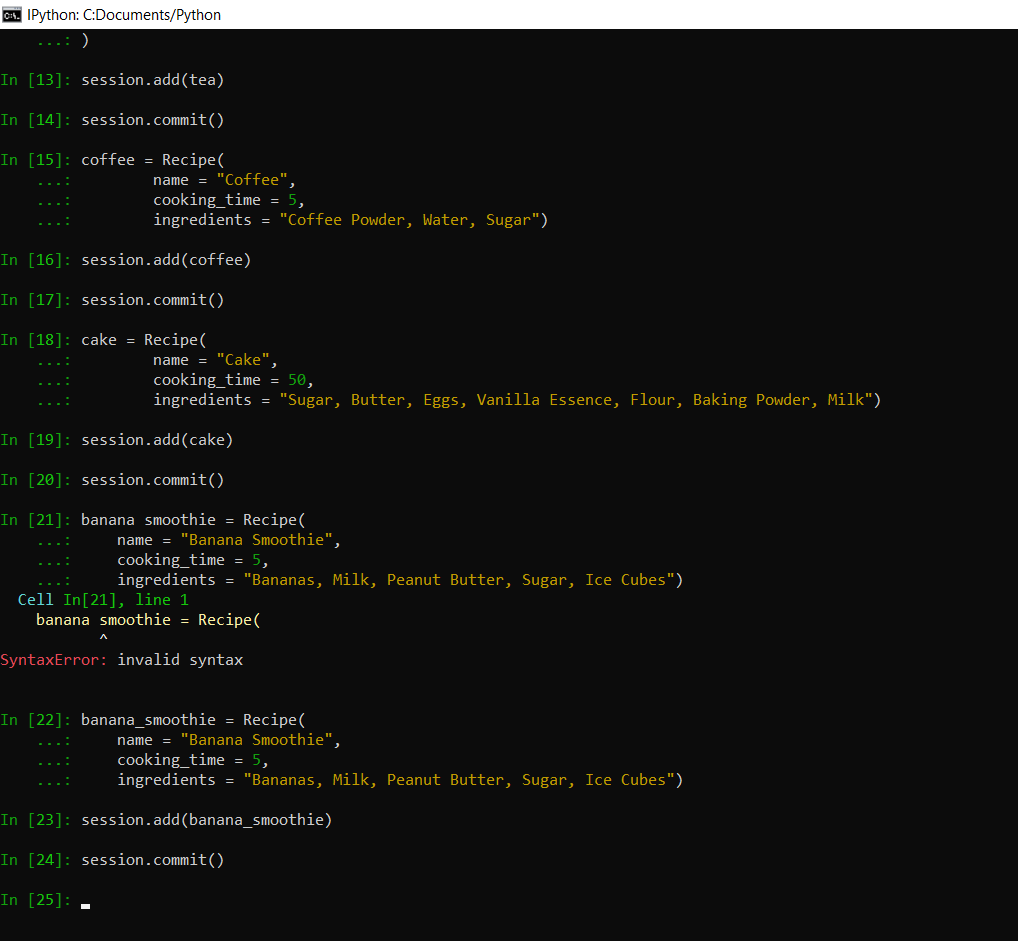 IPython: C:Documents/Python
...: )
In [13]: session.add(tea)
In [14]: session.commit()
In [15]: coffee = Recipe(
...: name = "Coffee",
...: cooking_time = 5,
...: ingredients = "Coffee Powder, Water, Sugar")
In [16]: session.add(coffee)
In [17]: session.commit()
In [18]: cake = Recipe(
...: name = "Cake",
...: cooking_time = 50,
...: ingredients = "Sugar, Butter, Eggs, Vanilla Essence, Flour, Baking Powder, Milk")
In [19]: session.add(cake)
In [20]: session.commit()
In [21]: banana smoothie = Recipe(
...: name = "Banana Smoothie",
...: cooking_time = 5,
...: ingredients = "Bananas, Milk, Peanut Butter, Sugar, Ice Cubes")
Cell In[21], line 1
banana smoothie = Recipe(
^
SyntaxError: invalid syntax
In [22]: banana_smoothie = Recipe(
...: name = "Banana Smoothie",
...: cooking_time = 5,
...: ingredients = "Bananas, Milk, Peanut Butter, Sugar, Ice Cubes")
In [23]: session.add(banana_smoothie)
In [24]: session.commit()
In [25]: